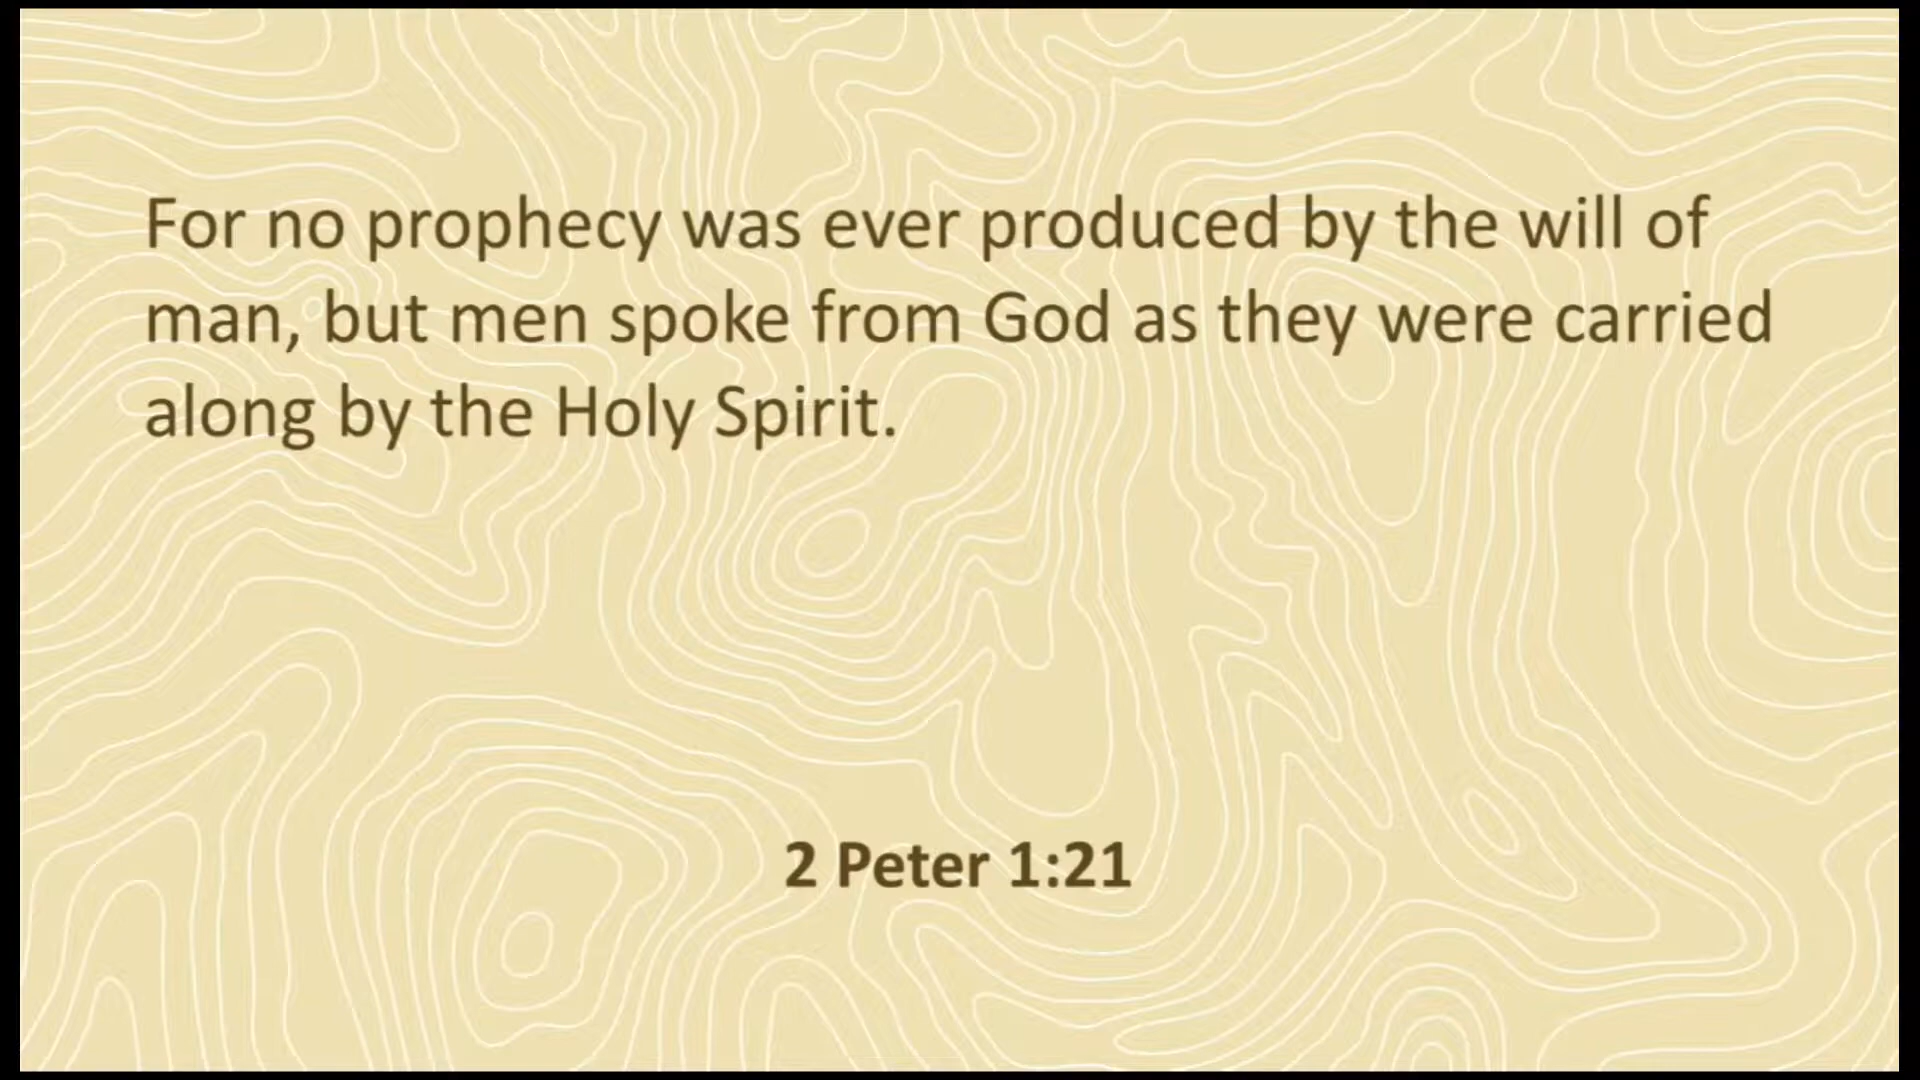 For no prophecy was ever produced by the will of
man, but men spoke from God as they were carried
along by the Holy Spirit.
2 Peter 1:21